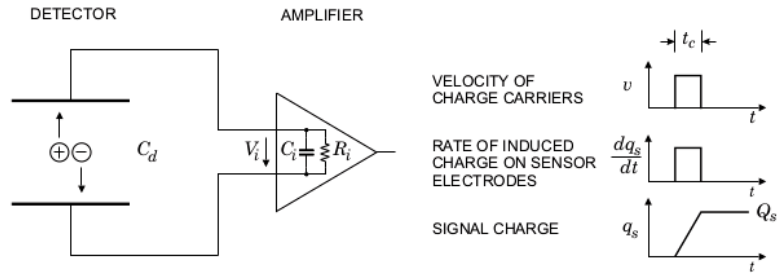 DETECTOR
AMPLIFIER
C_d
V_i
C_i
R_i
t_c
VELOCITY OF
CHARGE CARRIERS
v
t
RATE OF INDUCED
CHARGE ON SENSOR
ELECTRODES
dq_s
dt
t
SIGNAL CHARGE
q_s
Q_s
t